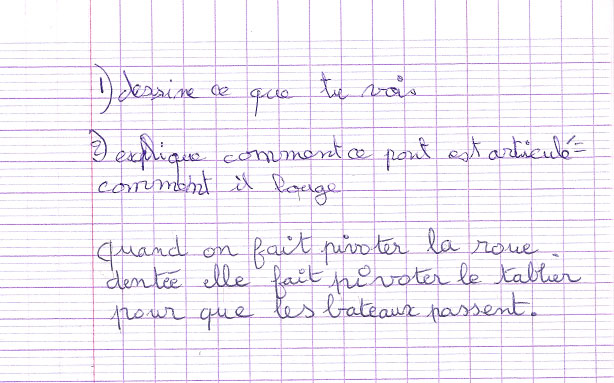 1) dessine ce que tu vois
2) explique comment ce pont est articulé =
comment il bouge
Quand on fait pivoter la roue
dentée elle fait pivoter le tablier
pour que les bateaux passent.